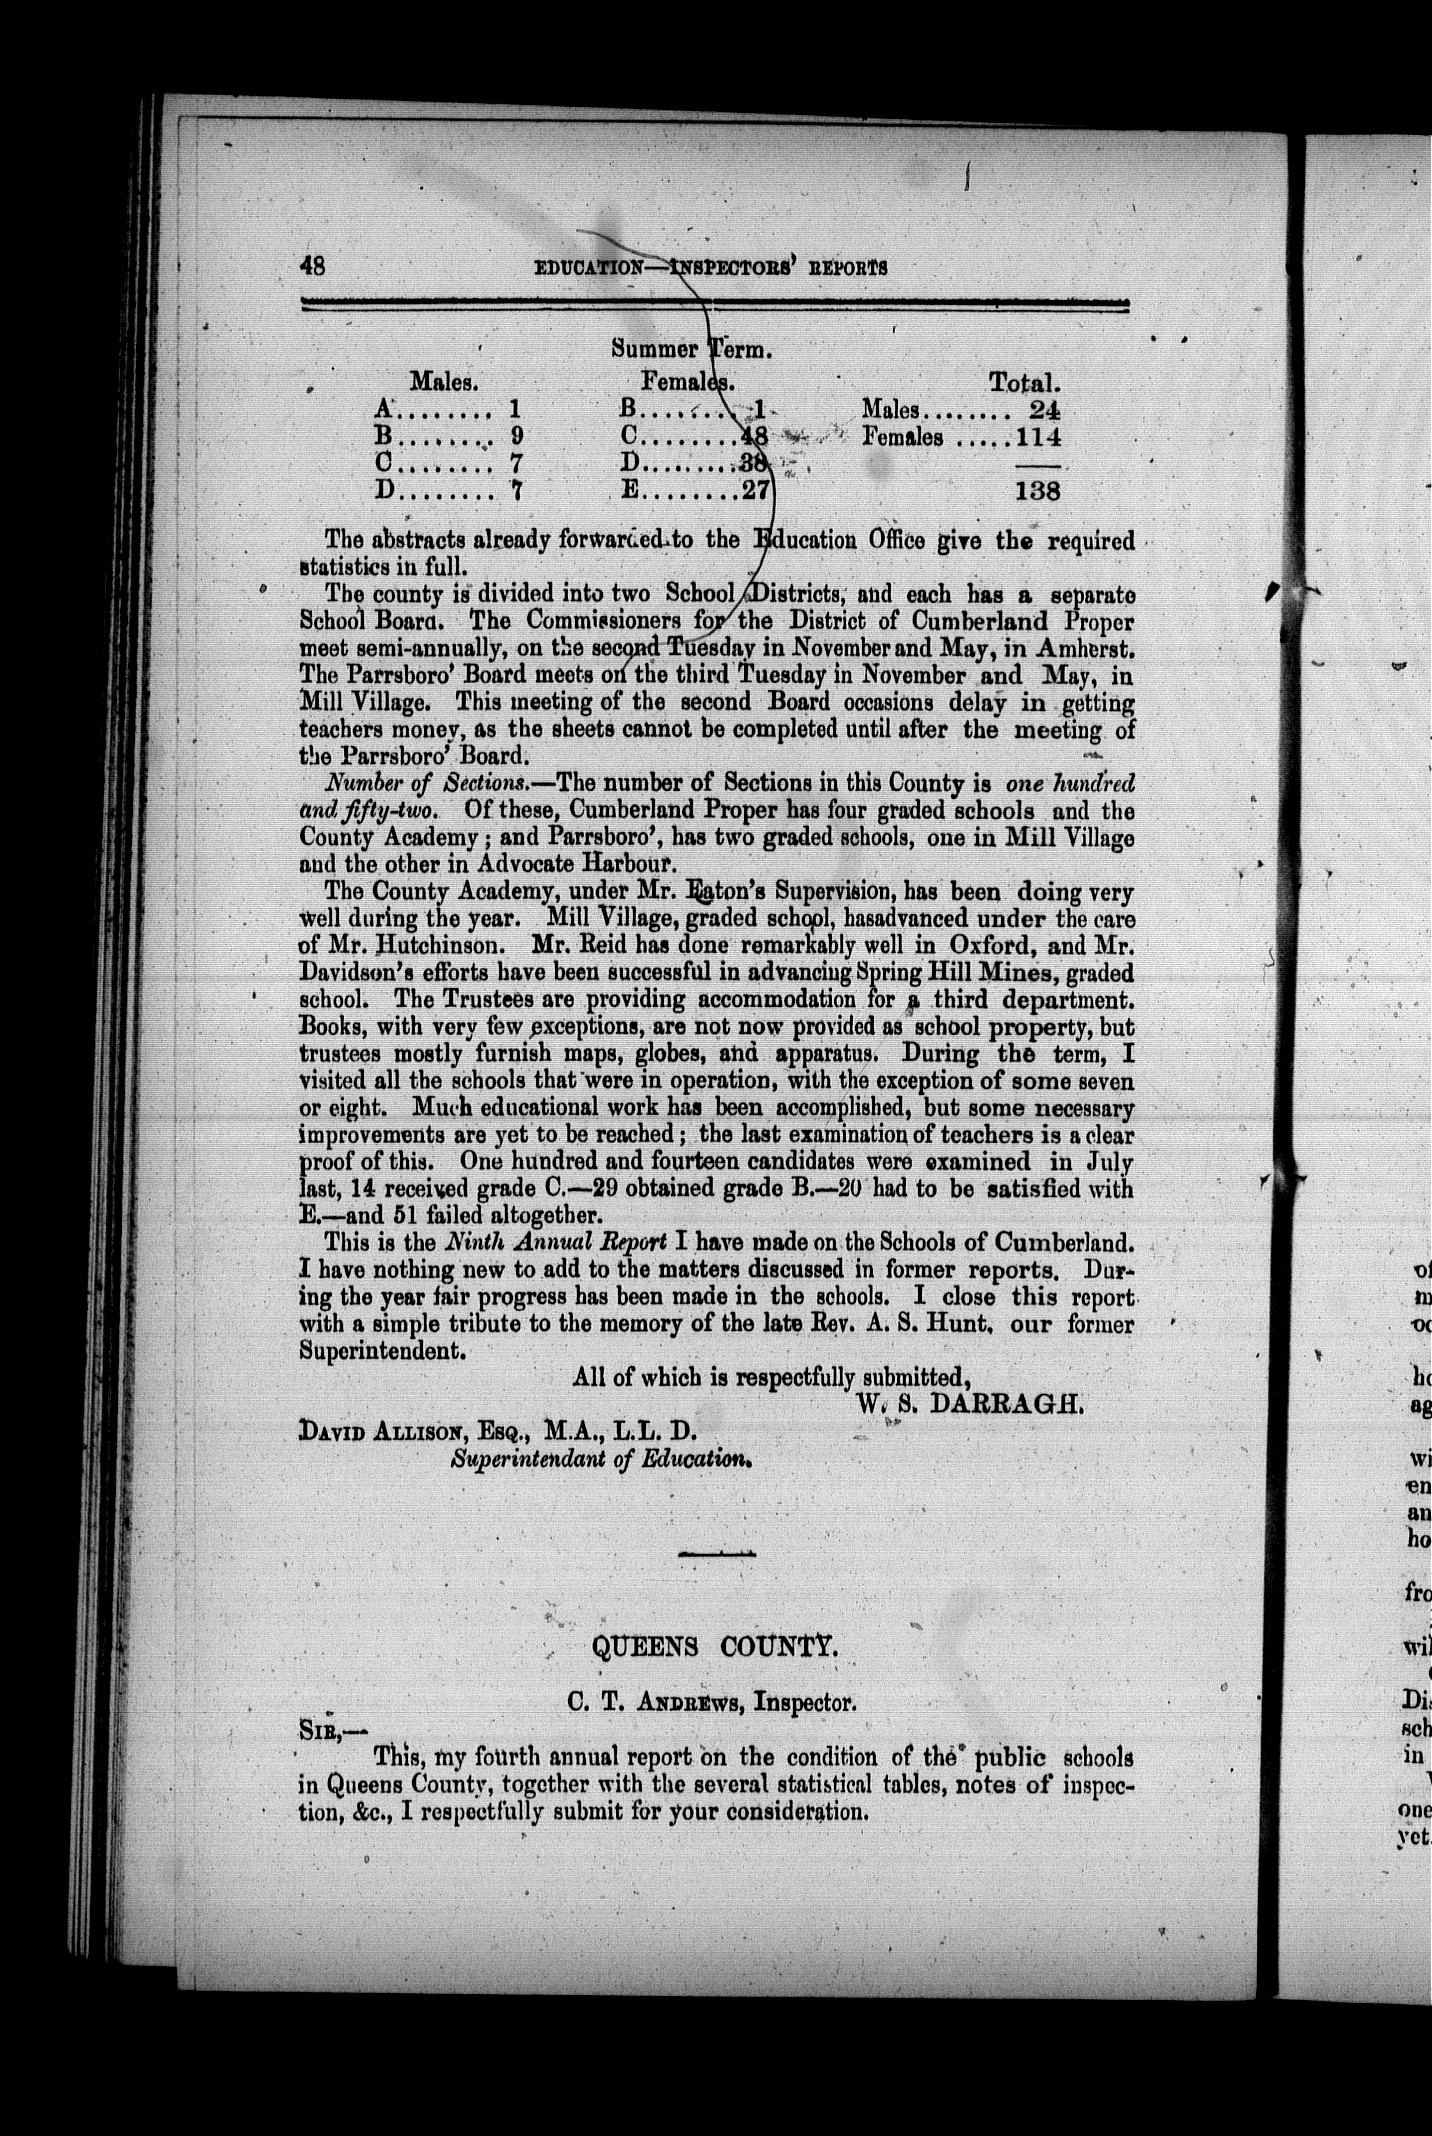 48 EDUCATION—INSPECTORS' REPORTS
Summer Term.
Males. Females. Total.
A........ 1 B........ 1 Males........ 24
B........ 9 C........48 Females .....114
C........ 7 D........38
D........ 7 E........27 138
The abstracts already forwarded to the Education Office give the required
statistics in full.
The county is divided into two School Districts, and each has a separate
School Board. The Commissioners for the District of Cumberland Proper
meet semi-annually, on the second Tuesday in November and May, in Amherst.
The Parrsboro' Board meets on the third Tuesday in November and May, in
Mill Village. This meeting of the second Board occasions delay in getting
teachers money, as the sheets cannot be completed until after the meeting of
the Parrsboro' Board.
Number of Sections.—The number of Sections in this County is one hundred
and fifty-two. Of these, Cumberland Proper has four graded schools and the
County Academy; and Parrsboro', has two graded schools, one in Mill Village
and the other in Advocate Harbour.
The County Academy, under Mr. Eaton's Supervision, has been doing very
well during the year. Mill Village, graded school, hasadvanced under the care
of Mr. Hutchinson. Mr. Reid has done remarkably well in Oxford, and Mr.
Davidson's efforts have been successful in advancing Spring Hill Mines, graded
school. The Trustees are providing accommodation for a third department.
Books, with very few exceptions, are not now provided as school property, but
trustees mostly furnish maps, globes, and apparatus. During the term, I
visited all the schools that were in operation, with the exception of some seven
or eight. Much educational work has been accomplished, but some necessary
improvements are yet to be reached; the last examination of teachers is a clear
proof of this. One hundred and fourteen candidates were examined in July
last, 14 received grade C.—29 obtained grade B.—20 had to be satisfied with
E.—and 51 failed altogether.
This is the Ninth Annual Report I have made on the Schools of Cumberland.
I have nothing new to add to the matters discussed in former reports. Dur-
ing the year fair progress has been made in the schools. I close this report
with a simple tribute to the memory of the late Rev. A. S. Hunt, our former
Superintendent.
All of which is respectfully submitted,
W. S. DARRAGH.
DAVID ALLISON, ESQ., M.A., L.L. D.
Superintendant of Education.
QUEENS COUNTY.
C. T. ANDREWS, Inspector.
SIR,—
This, my fourth annual report on the condition of the public schools
in Queens County, together with the several statistical tables, notes of inspec-
tion, &c., I respectfully submit for your consideration.